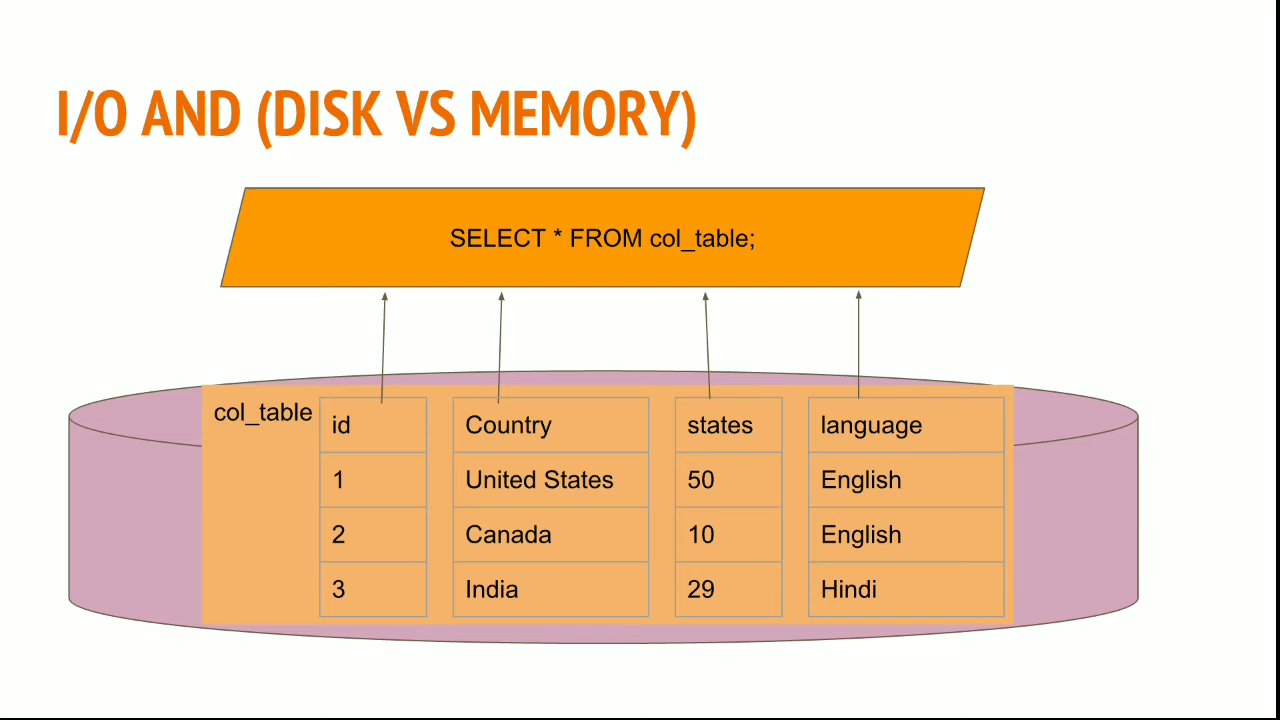 I/O AND (DISK VS MEMORY)
SELECT * FROM col_table;
col_table
id Country states language
1 United States 50 English
2 Canada 10 English
3 India 29 Hindi